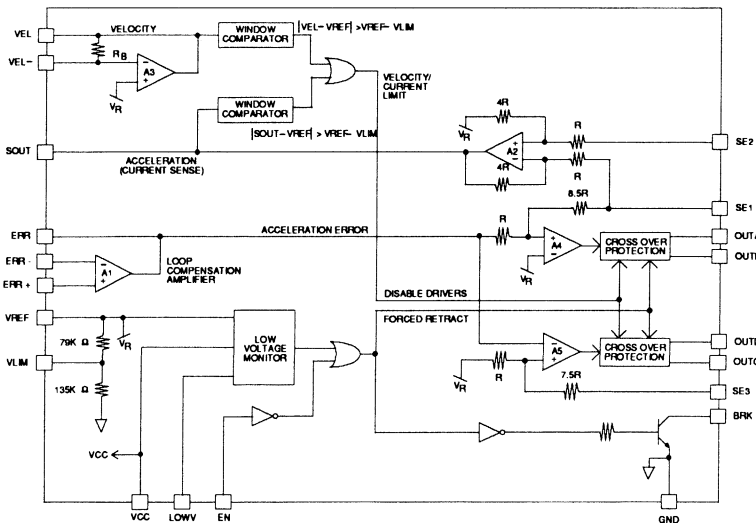 VEL
VELOCITY
WINDOW
COMPARATOR
|VEL-VREF| >VREF- VLIM
VEL-
RB
A3
VR
VELOCITY/
CURRENT
LIMIT
WINDOW
COMPARATOR
|SOUT-VREF| > VREF- VLIM
4R
VR
R
SE2
A2
SOUT
ACCELERATION
(CURRENT SENSE)
4R
R
8.5R
SE1
ERR
ACCELERATION ERROR
R
A4
CROSS OVER
PROTECTION
VR
ERR -
A1
LOOP
COMPENSATION
AMPLIFIER
ERR +
DISABLE DRIVERS
FORCED RETRACT
VREF
79K Ω
VR
LOW
VOLTAGE
MONITOR
VLIM
135K Ω
A5
CROSS OVER
PROTECTION
VR
R
7.5R
SE3
BRK
VCC
VCC
LOWV
EN
GND